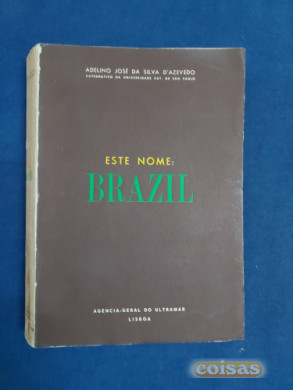 ADELINO JOSÉ DA SILVA D'AZEVEDO
CATEDRÁTICO DA UNIVERSIDADE CAT. DE SÃO PAULO
ESTE NOME:
BRAZIL
AGÊNCIA-GERAL DO ULTRAMAR
LISBOA
coisas